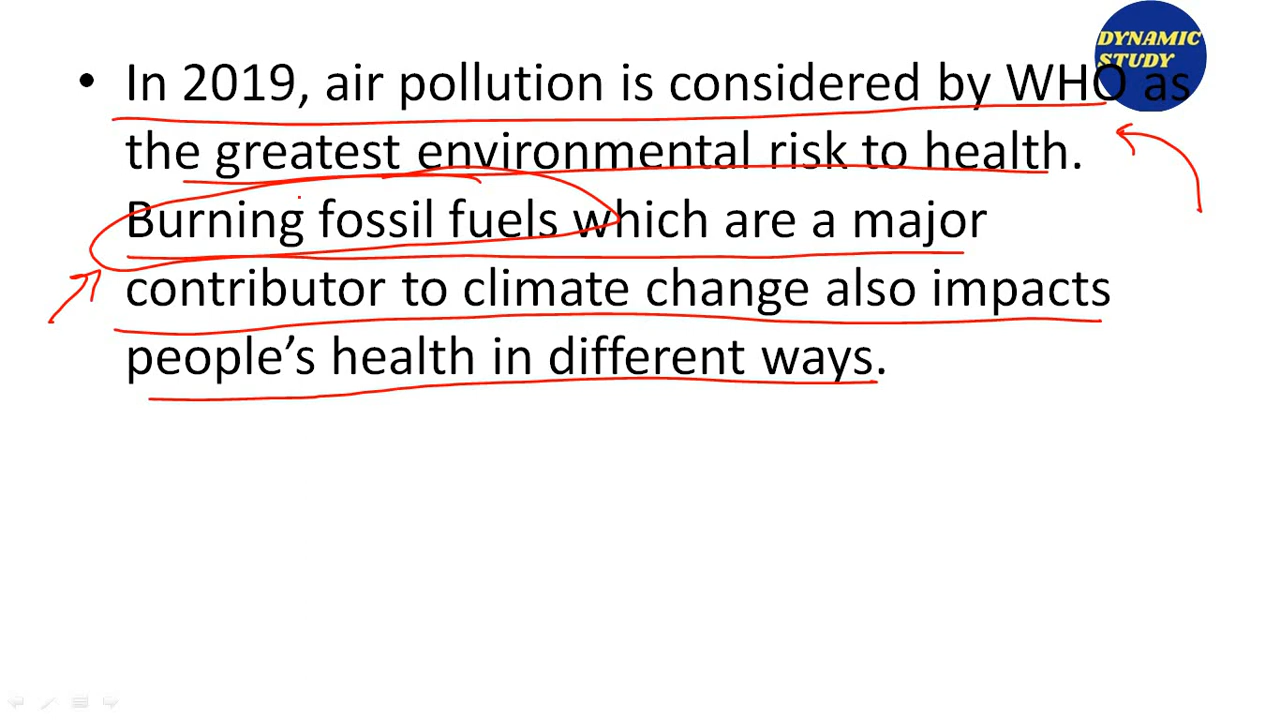 DYNAMIC
STUDY
• In 2019, air pollution is considered by WHO as
the greatest environmental risk to health.
Burning fossil fuels which are a major
contributor to climate change also impacts
people’s health in different ways.